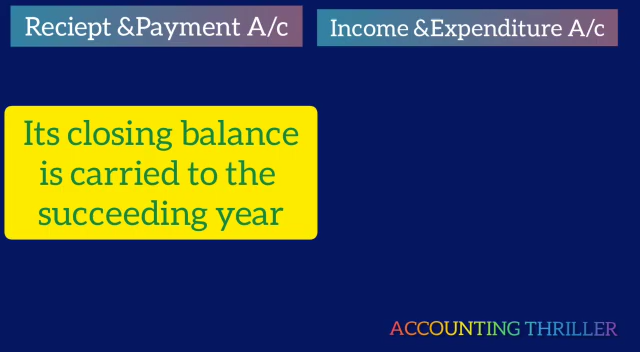 Reciept &Payment A/c
Income &Expenditure A/c
Its closing balance
is carried to the
succeeding year
ACCOUNTING THRILLER